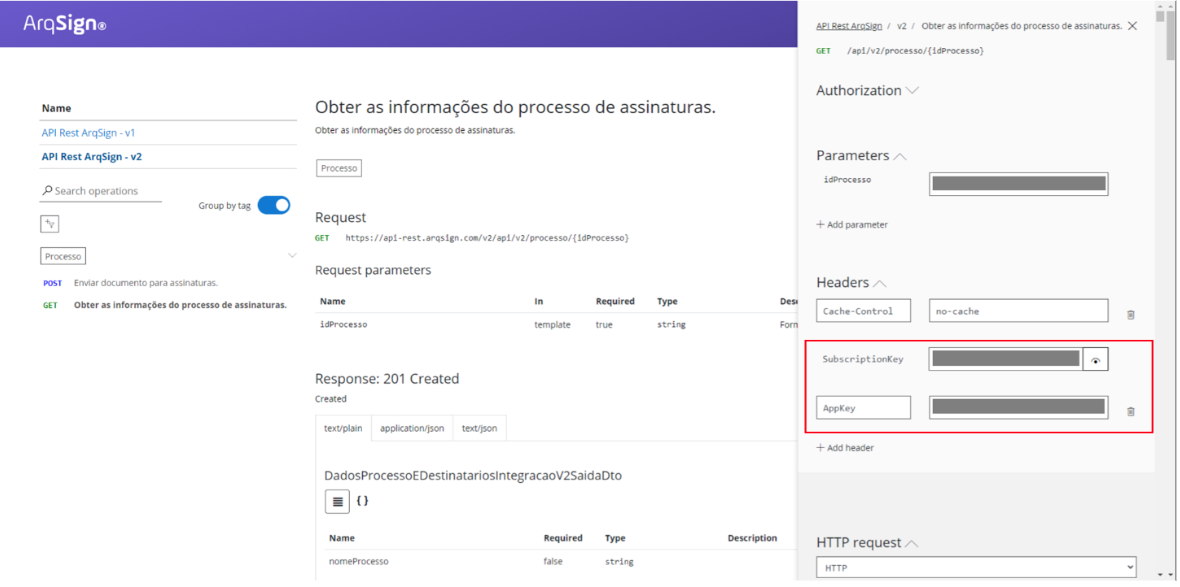 ArqSign®
Name
API Rest ArqSign - v1
API Rest ArqSign - v2
Search operations
Group by tag
Processo
POST Enviar documento para assinaturas.
GET Obter as informações do processo de assinaturas.
Obter as informações do processo de assinaturas.
Obter as informações do processo de assinaturas.
Processo
Request
GET https://api-rest.arqsign.com/v2/api/v2/processo/{idProcesso}
Request parameters
Name In Required Type Des
idProcesso template true string Forn
Response: 201 Created
Created
text/plain application/json text/json
DadosProcessoEDestinatariosIntegracaoV2SaidaDto
{}
Name Required Type Description
nomeProcesso false string
API Rest ArqSign / v2 / Obter as informações do processo de assinaturas.
GET /api/v2/processo/{idProcesso}
Authorization
Parameters
idProcesso
+ Add parameter
Headers
Cache-Control no-cache
SubscriptionKey
AppKey
+ Add header
HTTP request
HTTP